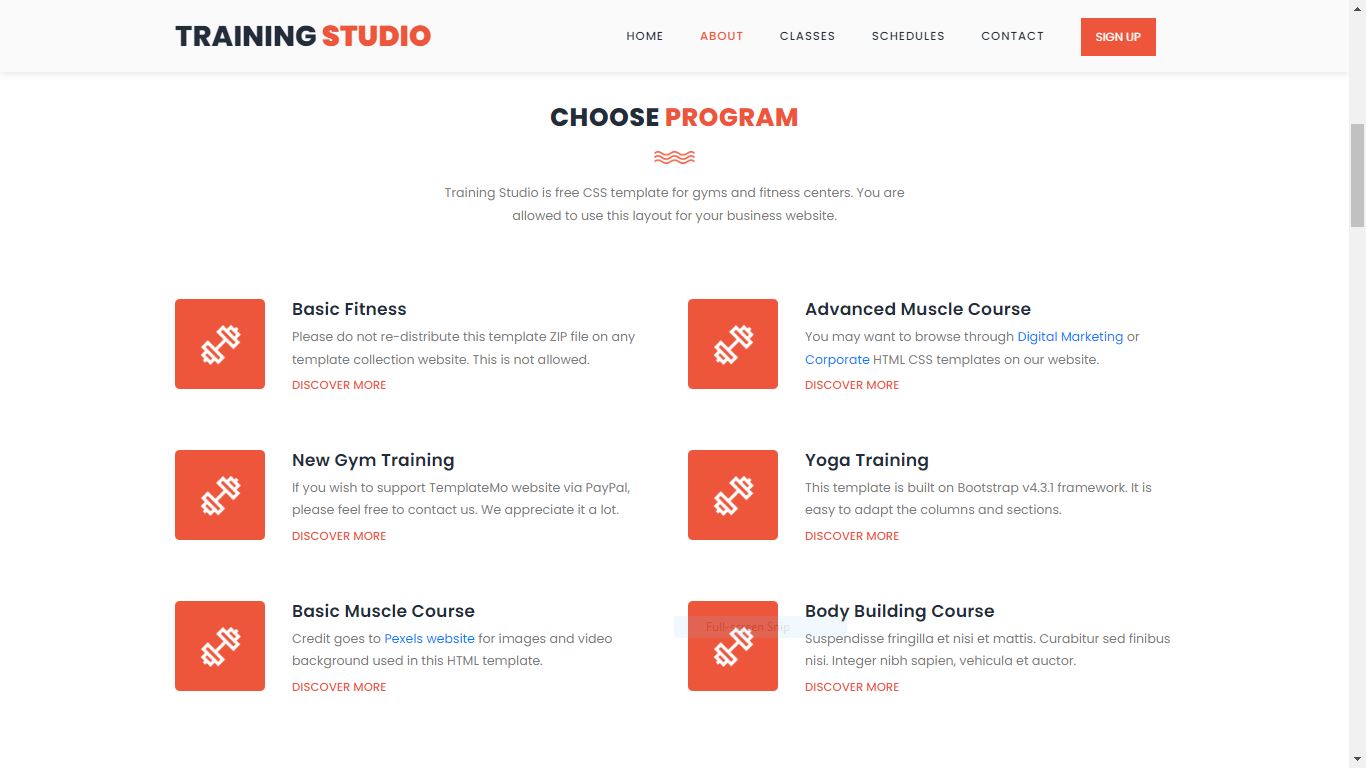 TRAINING STUDIO
HOME ABOUT CLASSES SCHEDULES CONTACT SIGN UP
CHOOSE PROGRAM
Training Studio is free CSS template for gyms and fitness centers. You are
allowed to use this layout for your business website.
Basic Fitness
Please do not re-distribute this template ZIP file on any
template collection website. This is not allowed.
DISCOVER MORE
Advanced Muscle Course
You may want to browse through Digital Marketing or
Corporate HTML CSS templates on our website.
DISCOVER MORE
New Gym Training
If you wish to support TemplateMo website via PayPal,
please feel free to contact us. We appreciate it a lot.
DISCOVER MORE
Yoga Training
This template is built on Bootstrap v4.3.1 framework. It is
easy to adapt the columns and sections.
DISCOVER MORE
Basic Muscle Course
Credit goes to Pexels website for images and video
background used in this HTML template.
DISCOVER MORE
Full-screen Snip
Body Building Course
Suspendisse fringilla et nisi et mattis. Curabitur sed finibus
nisi. Integer nibh sapien, vehicula et auctor.
DISCOVER MORE